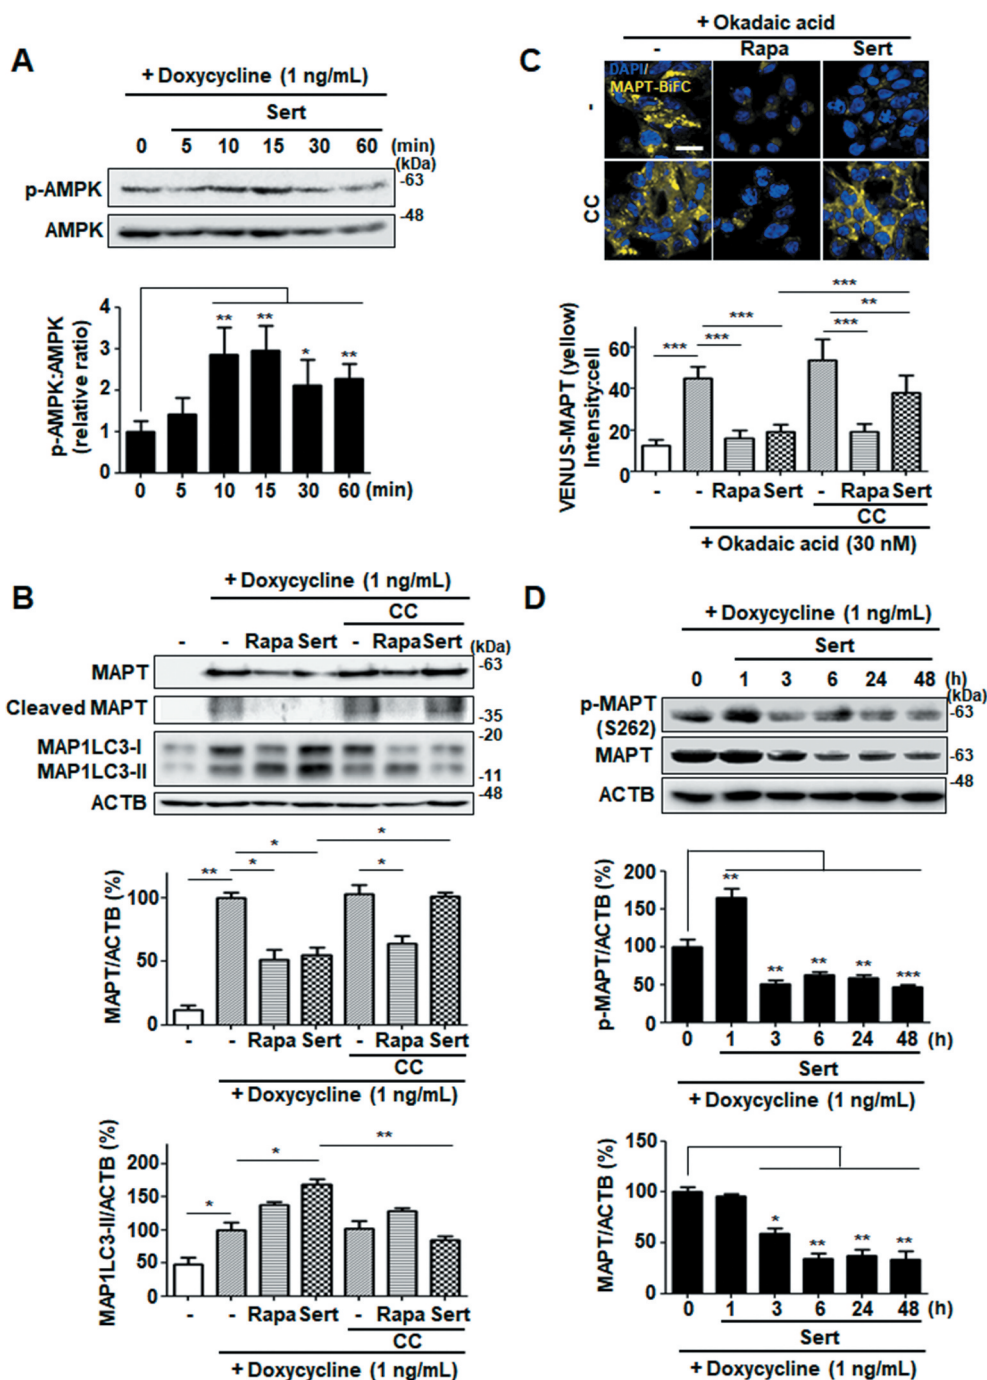 A
+ Doxycycline (1 ng/mL)
Sert
0 5 10 15 30 60 (min)
(kDa)
p-AMPK -63
AMPK -48
p-AMPK:AMPK
(relative ratio)
4
3
2
1
0
** ** * **
0 5 10 15 30 60 (min)
C
+ Okadaic acid
- Rapa Sert
DAPI/
MAPT-BiFC
-
CC
VENUS-MAPT (yellow)
Intensity:cell
60
40
20
0
*** *** *** *** ** ***
- - Rapa Sert - Rapa Sert
CC
+ Okadaic acid (30 nM)
B
+ Doxycycline (1 ng/mL)
CC
- - Rapa Sert - Rapa Sert (kDa)
MAPT -63
Cleaved MAPT -35
MAP1LC3-I -20
MAP1LC3-II -11
ACTB -48
MAPT/ACTB (%)
100
50
0
** * * * *
- - Rapa Sert - Rapa Sert
CC
+ Doxycycline (1 ng/mL)
MAP1LC3-II/ACTB (%)
200
150
100
50
0
* * **
- - Rapa Sert - Rapa Sert
CC
+ Doxycycline (1 ng/mL)
D
+ Doxycycline (1 ng/mL)
Sert
0 1 3 6 24 48 (h)
(kDa)
p-MAPT
(S262) -63
MAPT -63
ACTB -48
p-MAPT/ACTB (%)
200
150
100
50
0
** ** ** ** ***
0 1 3 6 24 48 (h)
Sert
+ Doxycycline (1 ng/mL)
MAPT/ACTB (%)
150
100
50
0
* ** ** **
0 1 3 6 24 48 (h)
Sert
+ Doxycycline (1 ng/mL)